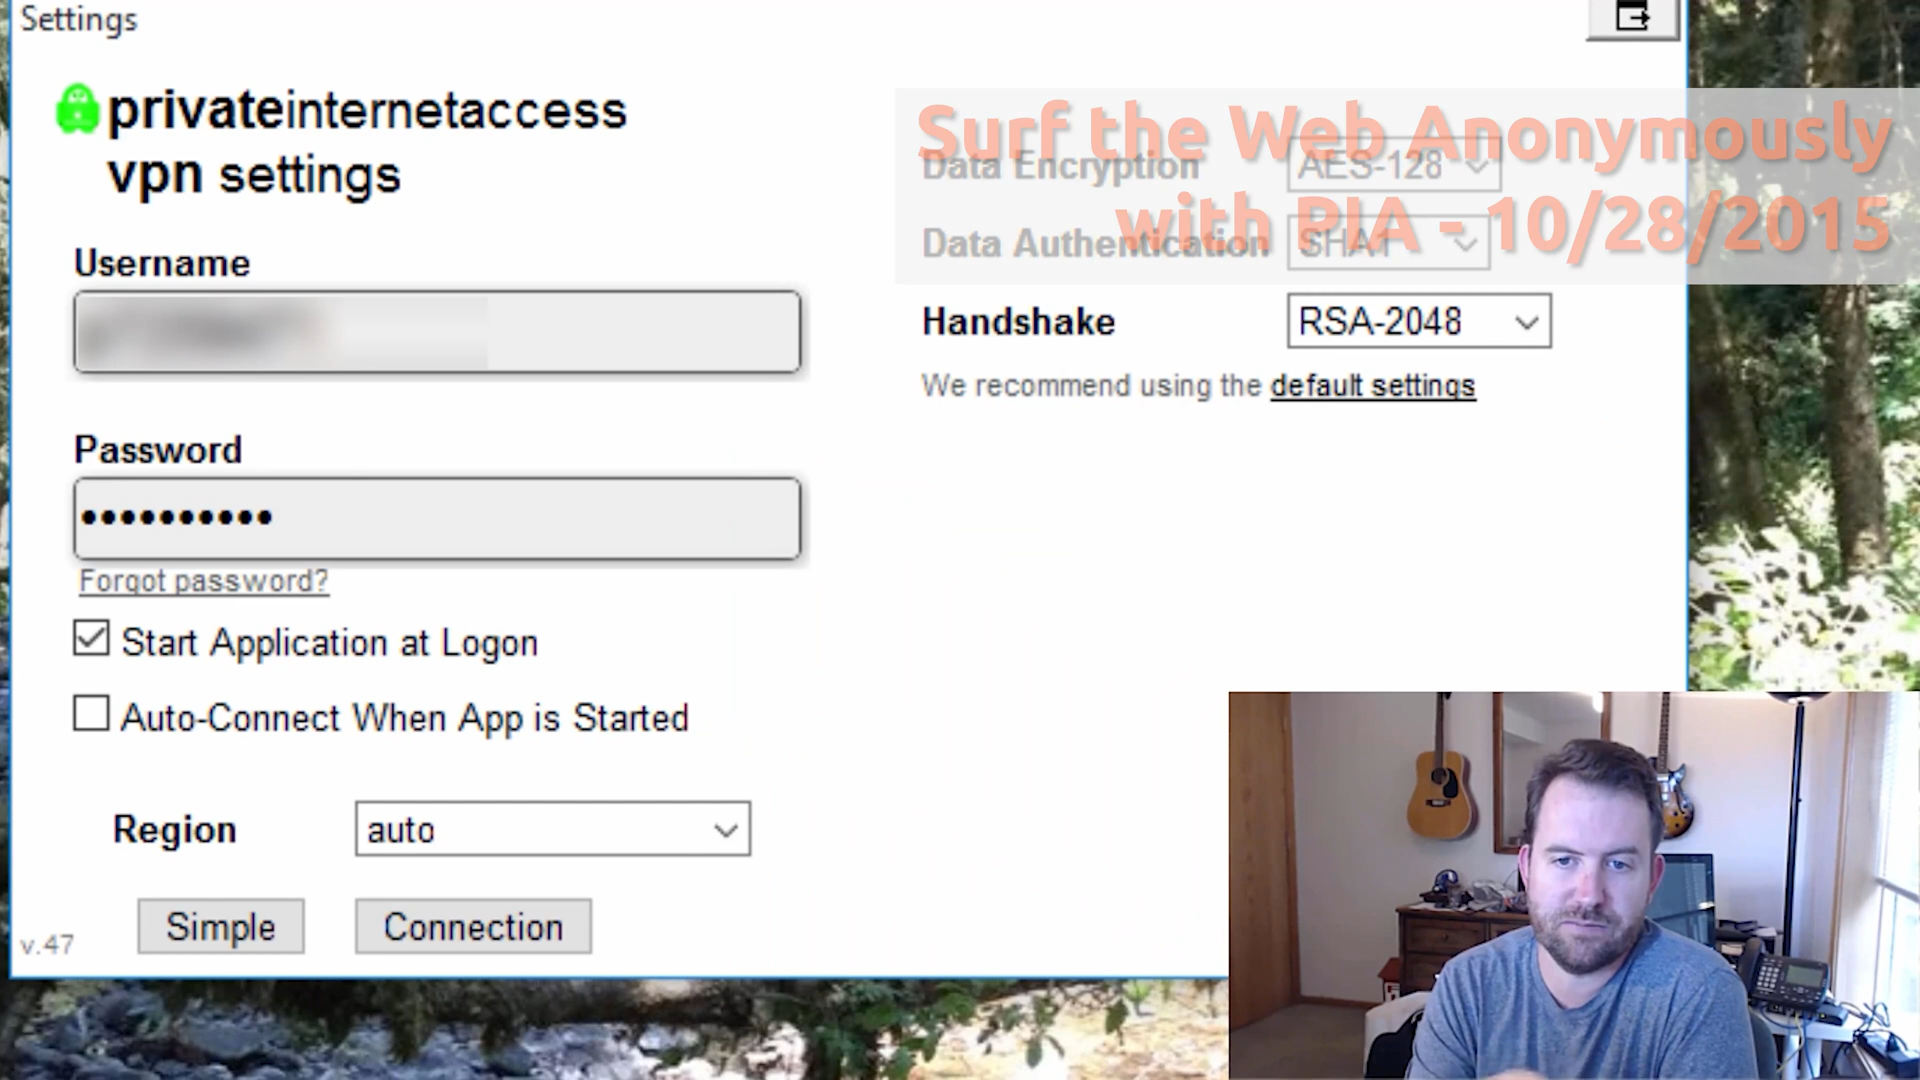 Settings
privateinternetaccess
vpn settings
Username
Password
••••••••••
Forgot password?
Start Application at Logon
Auto-Connect When App is Started
Region auto
Simple Connection
v.47
Surf the Web Anonymously
with PIA - 10/28/2015
Data Encryption AES-128
Data Authentication SHA1
Handshake RSA-2048
We recommend using the default settings